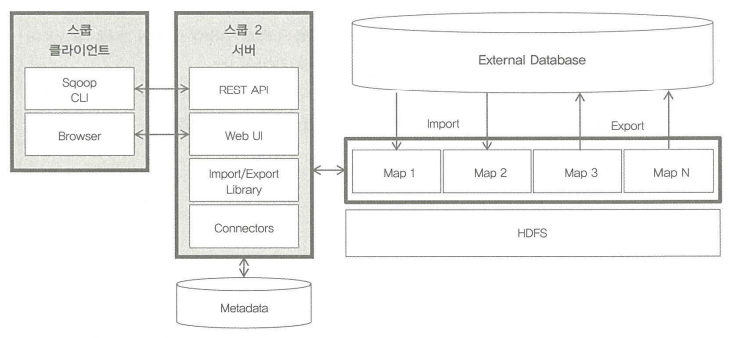 스쿱
클라이언트
Sqoop
CLI
Browser
스쿱 2
서버
REST API
Web UI
Import/Export
Library
Connectors
Metadata
External Database
Import
Export
Map 1
Map 2
Map 3
Map N
HDFS